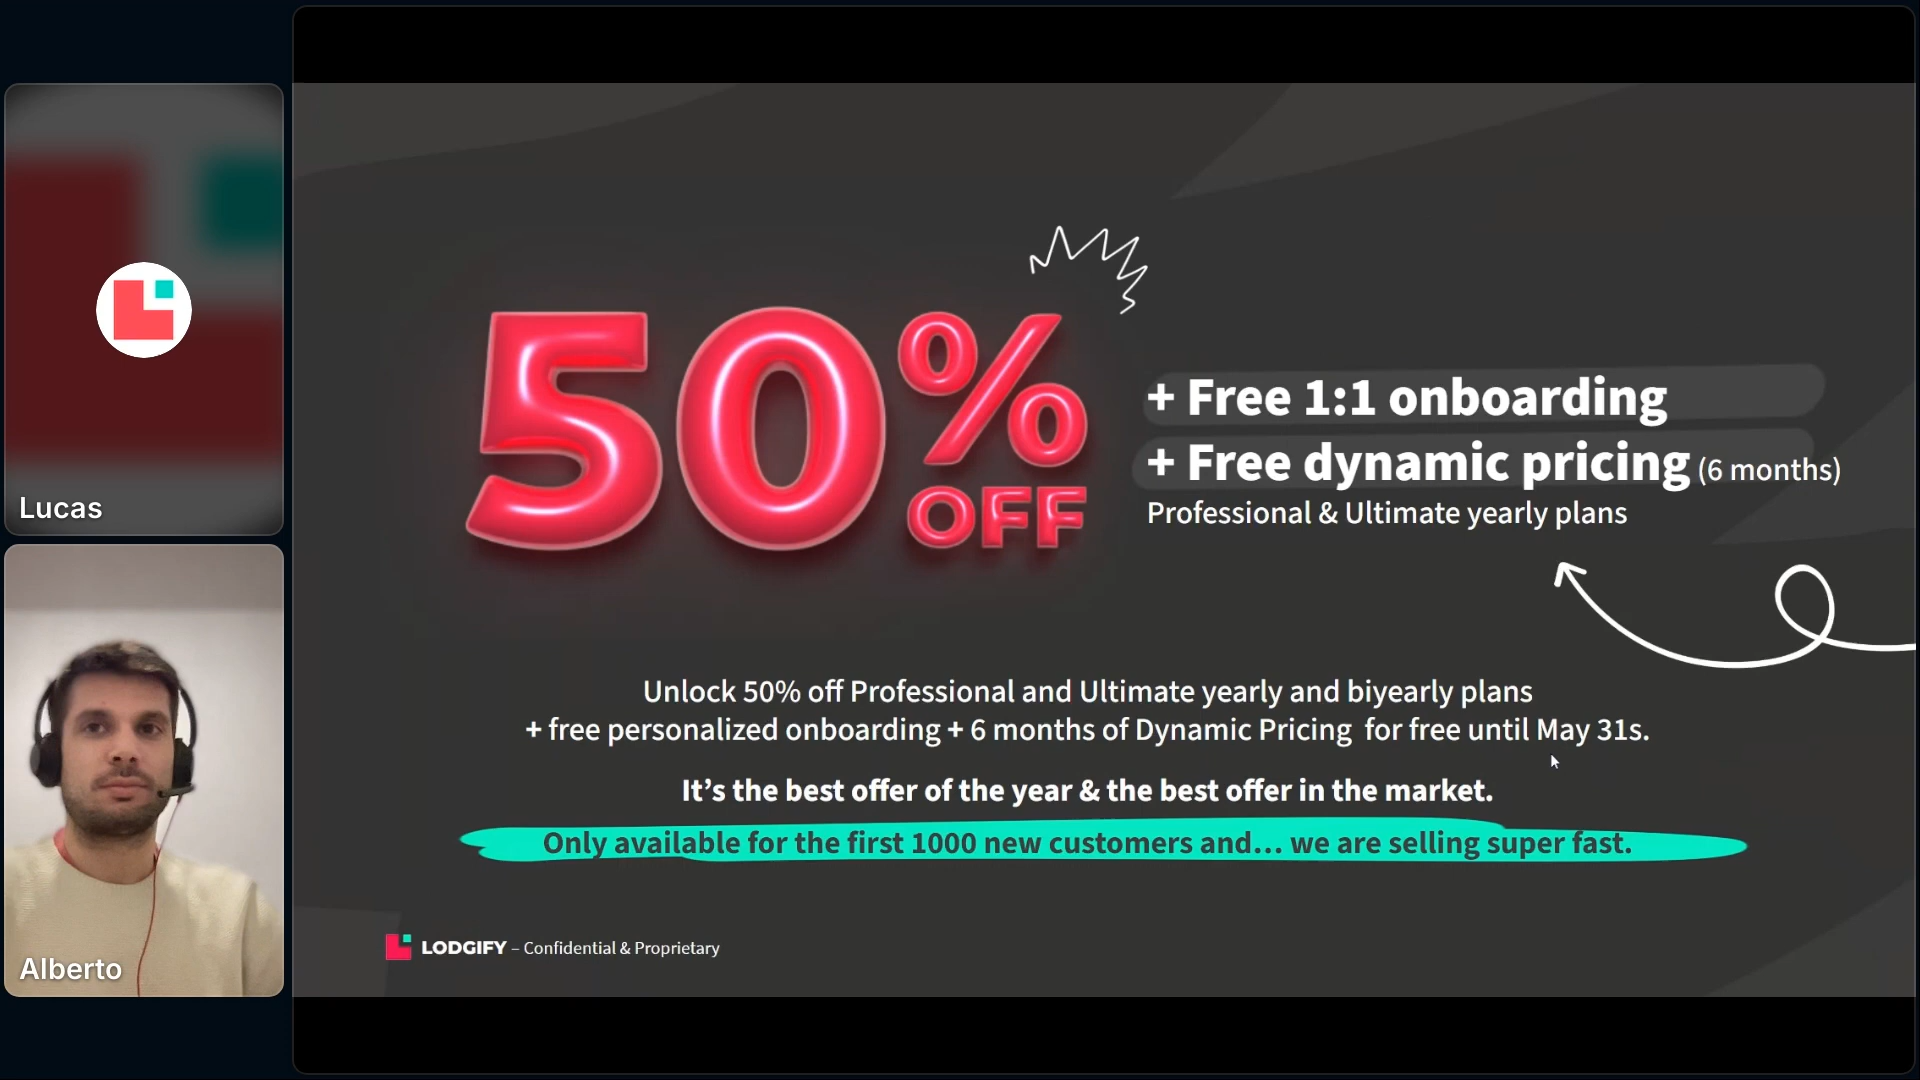 Lucas
Alberto
50% OFF
+ Free 1:1 onboarding
+ Free dynamic pricing (6 months)
Professional & Ultimate yearly plans
Unlock 50% off Professional and Ultimate yearly and biyearly plans
+ free personalized onboarding + 6 months of Dynamic Pricing for free until May 31s.
It’s the best offer of the year & the best offer in the market.
Only available for the first 1000 new customers and... we are selling super fast.
LODGIFY – Confidential & Proprietary